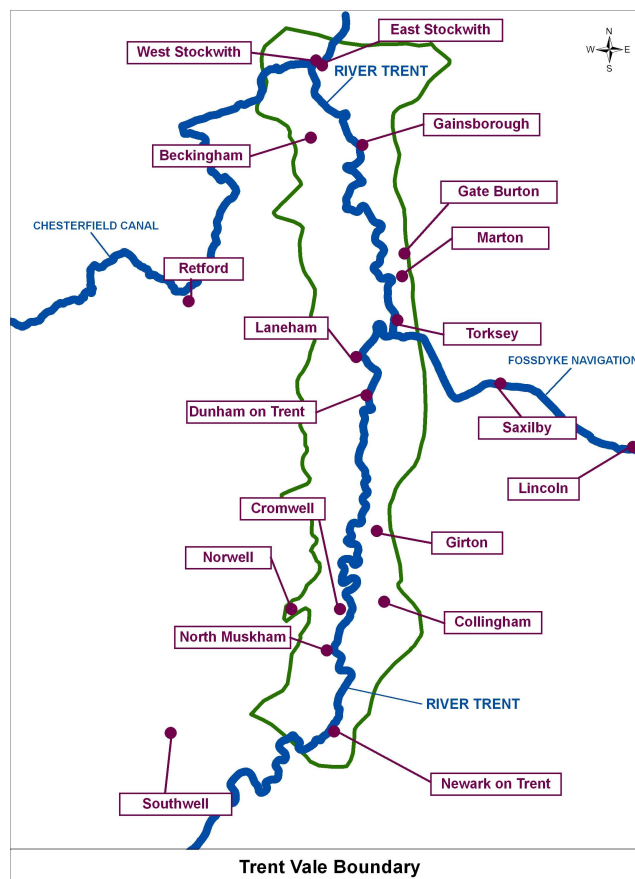 East Stockwith
West Stockwith
N
W E
S
RIVER TRENT
Gainsborough
Beckingham
Gate Burton
CHESTERFIELD CANAL
Marton
Retford
Laneham
Torksey
FOSSDYKE NAVIGATION
Dunham on Trent
Saxilby
Lincoln
Cromwell
Girton
Norwell
Collingham
North Muskham
RIVER TRENT
Newark on Trent
Southwell
Trent Vale Boundary